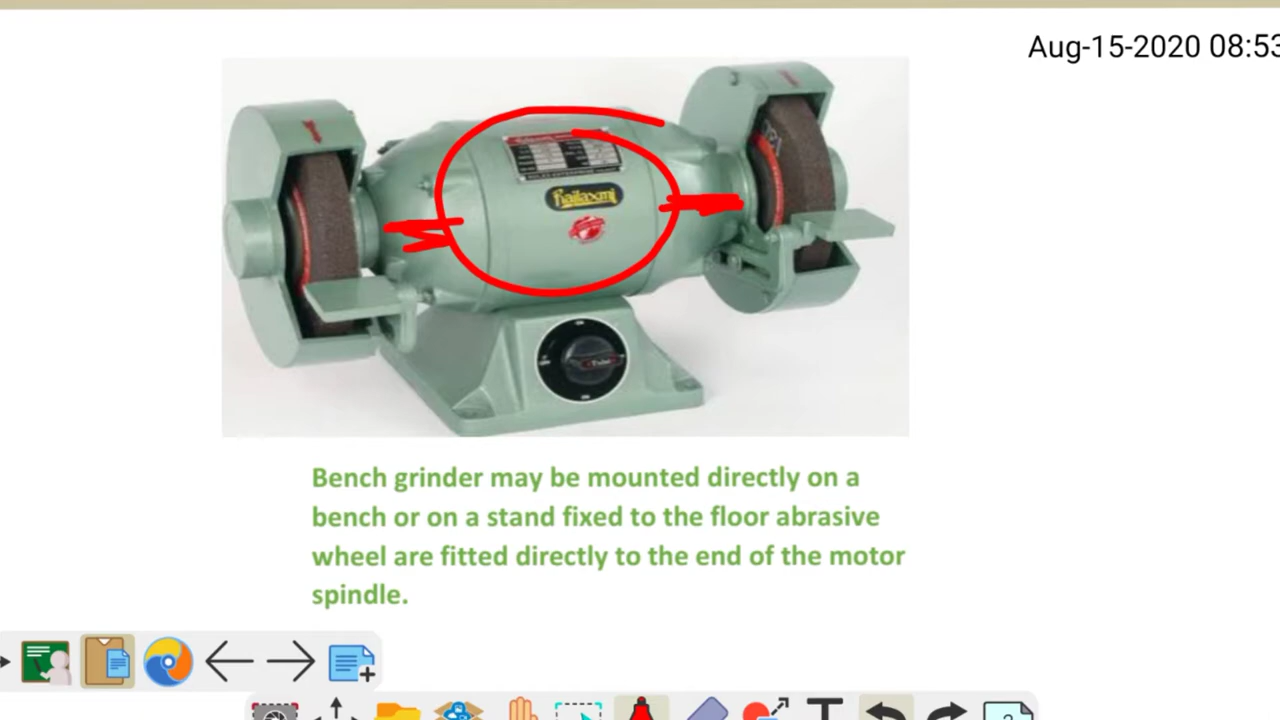 Aug-15-2020 08:53
Rajlaxmi
Bench grinder may be mounted directly on a
bench or on a stand fixed to the floor abrasive
wheel are fitted directly to the end of the motor
spindle.